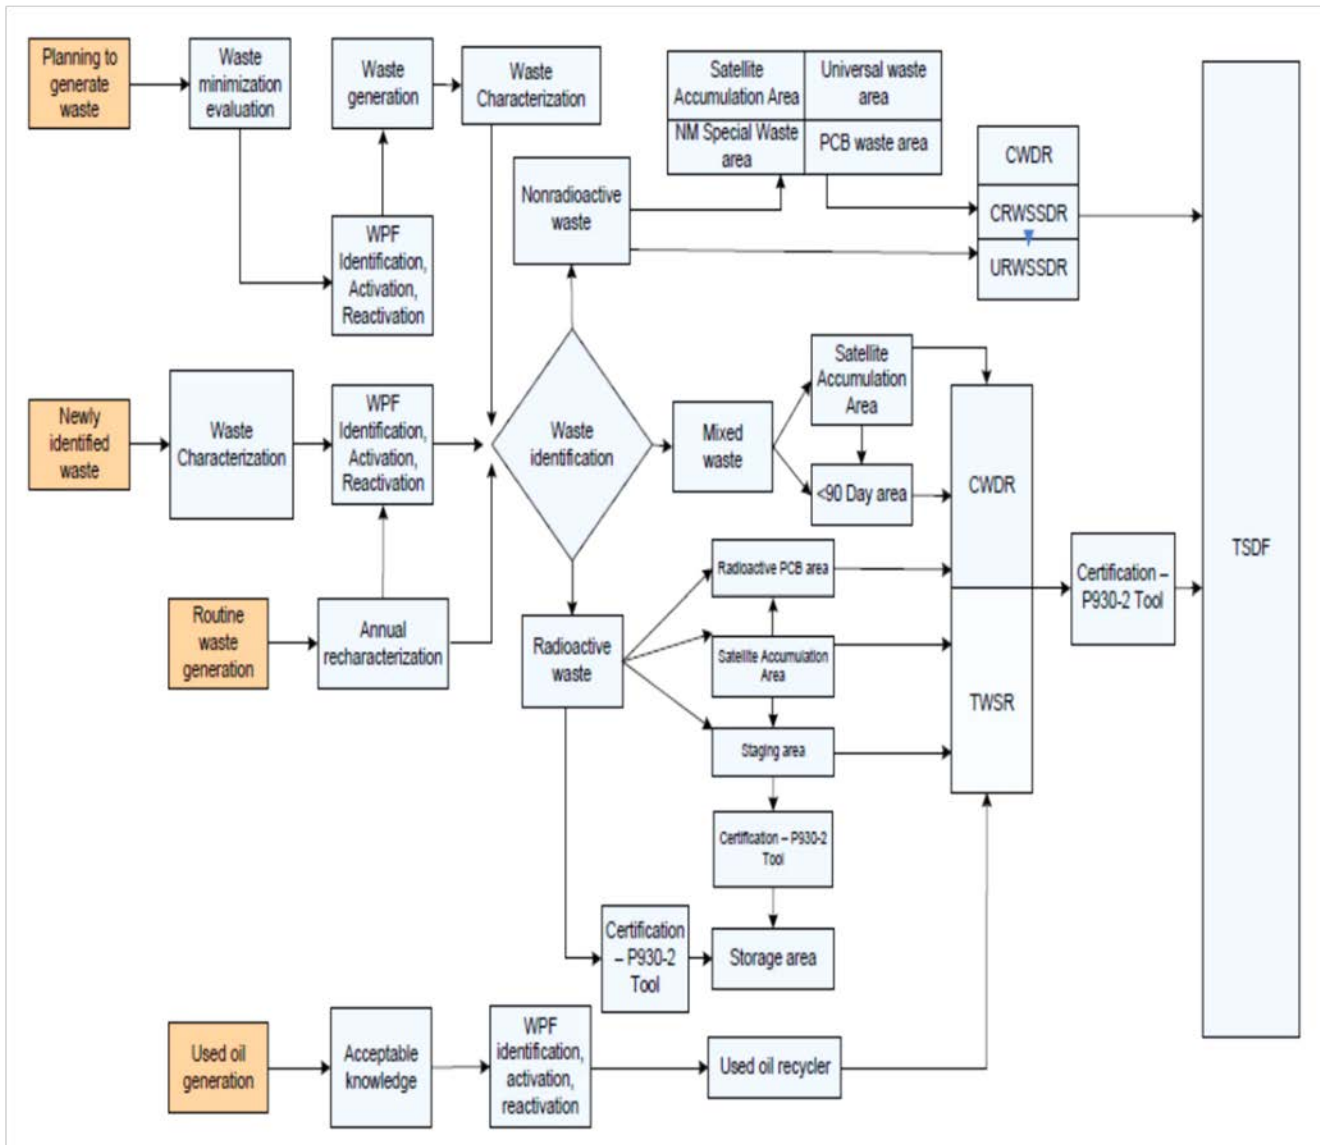 Planning to
generate
waste
Waste
minimization
evaluation
Waste
generation
Waste
Characterization
Satellite
Accumulation Area
Universal waste
area
NM Special Waste
area
PCB waste area
CWDR
CRWSSDR
URWSSDR
Nonradioactive
waste
WPF
Identification,
Activation,
Reactivation
Newly
identified
waste
Waste
Characterization
WPF
Identification,
Activation,
Reactivation
Waste
identification
Mixed
waste
Satellite
Accumulation
Area
<90 Day area
CWDR
TWSR
Certification –
P930-2 Tool
TSDF
Routine
waste
generation
Annual
recharacterization
Radioactive
waste
Radioactive PCB area
Satellite Accumulation
Area
Staging area
Certification – P930-2
Tool
Certification
– P930-2
Tool
Storage area
Used oil
generation
Acceptable
knowledge
WPF
identification,
activation,
reactivation
Used oil recycler